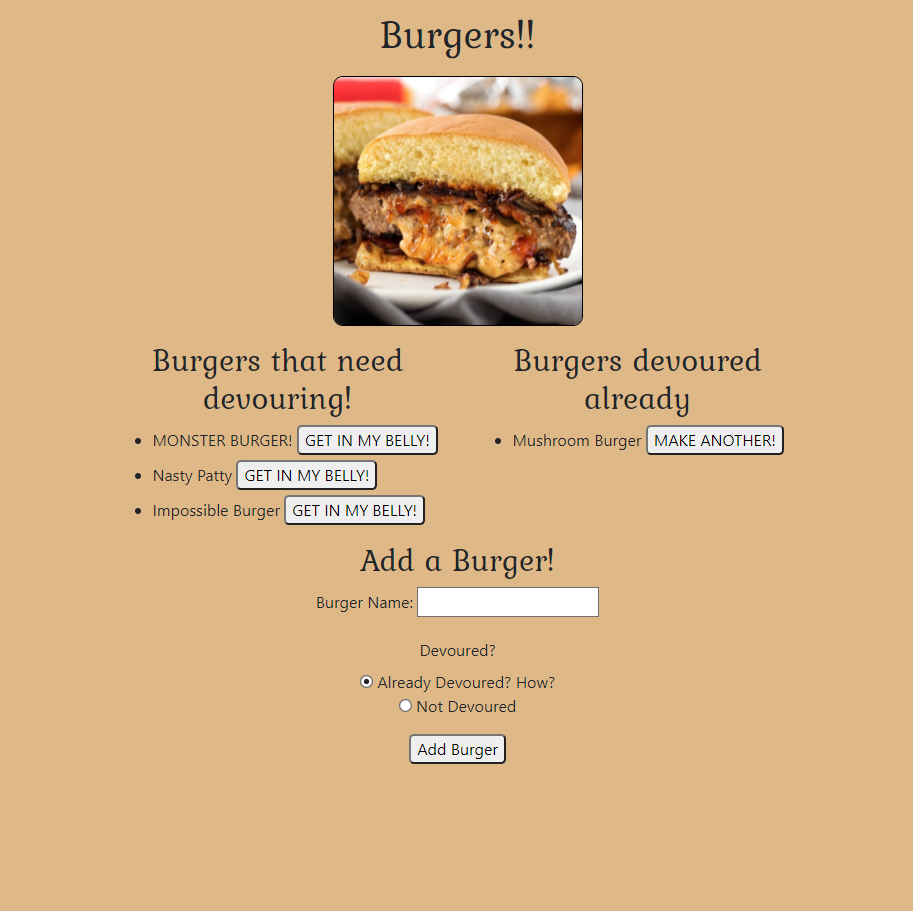 Burgers!!
Burgers that need
devouring!
MONSTER BURGER! GET IN MY BELLY!
Nasty Patty GET IN MY BELLY!
Impossible Burger GET IN MY BELLY!
Burgers devoured
already
Mushroom Burger MAKE ANOTHER!
Add a Burger!
Burger Name:
Devoured?
Already Devoured? How?
Not Devoured
Add Burger